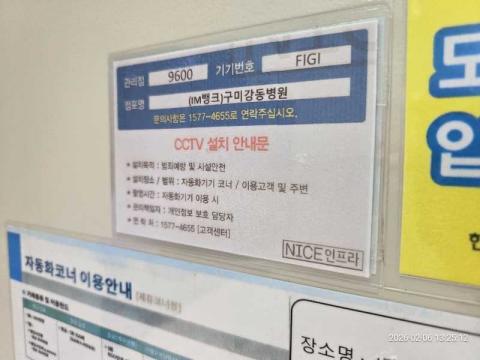 관리점 9600 기기번호 FIGI
점포명 (IM뱅크)구미강동병원
문의사항은 1577-4655로 연락주십시오.
CCTV 설치 안내문
* 설치목적 : 범죄예방 및 시설안전
* 설치장소 / 범위 : 자동화기기 코너 / 이용고객 및 주변
* 촬영시간 : 자동화기기 이용 시
* 관리책임자 : 개인정보 보호 담당자
* 연 락 처 : 1577-4655 [고객센터]
NICE인프라
자동화코너 이용안내 [제휴코너용]
장소명 :
2026-02-06 13:25:12